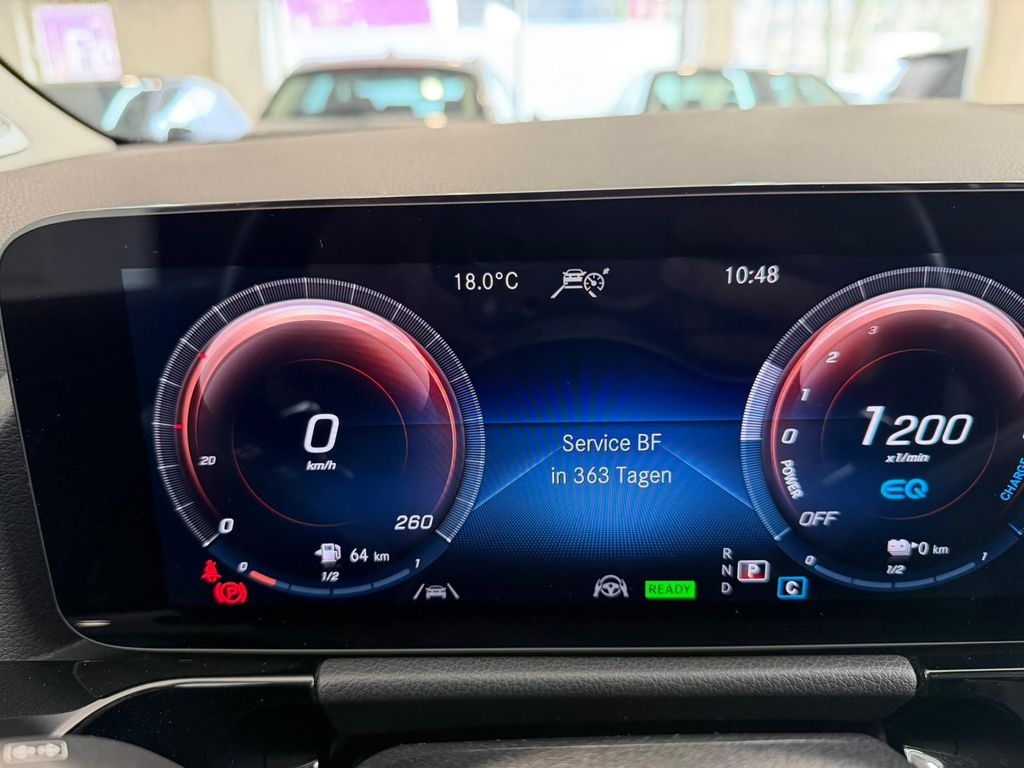 18.0°C
10:48
Service BF
in 363 Tagen
0
km/h
20
0
260
64 km
0
1/2
1
3
2
1
0
POWER
OFF
1200
x1/min
EQ
CHARGE
0 km
0
1/2
1
P
READY
R
N
D
P
C